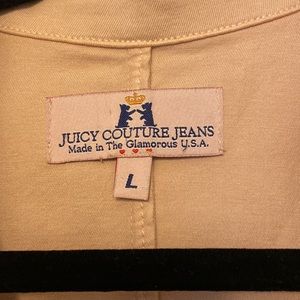 JUICY COUTURE JEANS
Made in The Glamorous U.S.A.
L